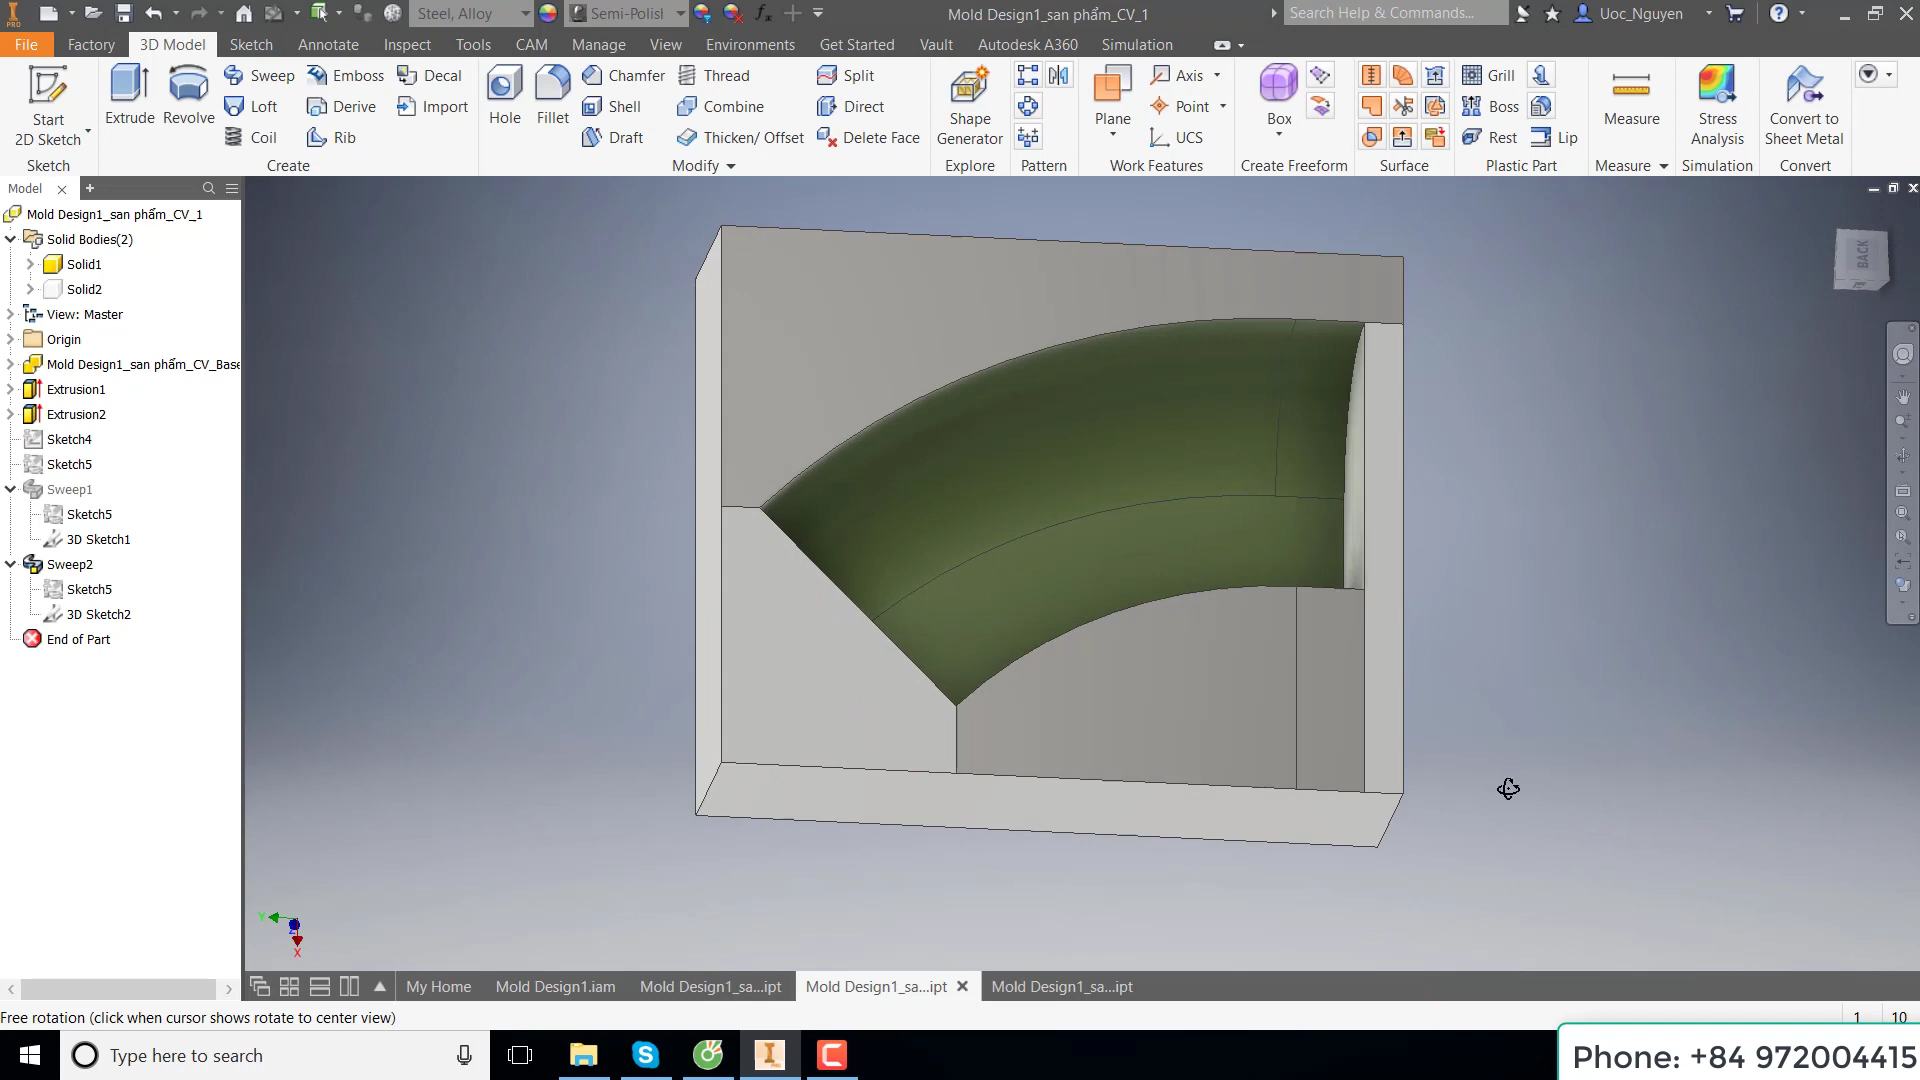 PRO
Steel, Alloy
Semi-Polisl
Mold Design1_san phẩm_CV_1
Search Help & Commands...
Uoc_Nguyen
File
Factory
3D Model
Sketch
Annotate
Inspect
Tools
CAM
Manage
View
Environments
Get Started
Vault
Autodesk A360
Simulation
Start
2D Sketch
Sketch
Extrude
Revolve
Sweep
Loft
Coil
Emboss
Derive
Rib
Decal
Import
Create
Hole
Fillet
Chamfer
Shell
Draft
Thread
Combine
Thicken/ Offset
Split
Direct
Delete Face
Modify
Shape
Generator
Explore
Pattern
Plane
Axis
Point
UCS
Work Features
Box
Create Freeform
Surface
Grill
Boss
Rest
Lip
Plastic Part
Measure
Measure
Stress
Analysis
Simulation
Convert to
Sheet Metal
Convert
Model
Mold Design1_san phẩm_CV_1
Solid Bodies(2)
Solid1
Solid2
View: Master
Origin
Mold Design1_san phẩm_CV_Base
Extrusion1
Extrusion2
Sketch4
Sketch5
Sweep1
Sketch5
3D Sketch1
Sweep2
Sketch5
3D Sketch2
End of Part
BACK
Y
Z
X
My Home
Mold Design1.iam
Mold Design1_sa...ipt
Mold Design1_sa...ipt
Mold Design1_sa...ipt
Free rotation (click when cursor shows rotate to center view)
1
10
Type here to search
Phone: +84 972004415